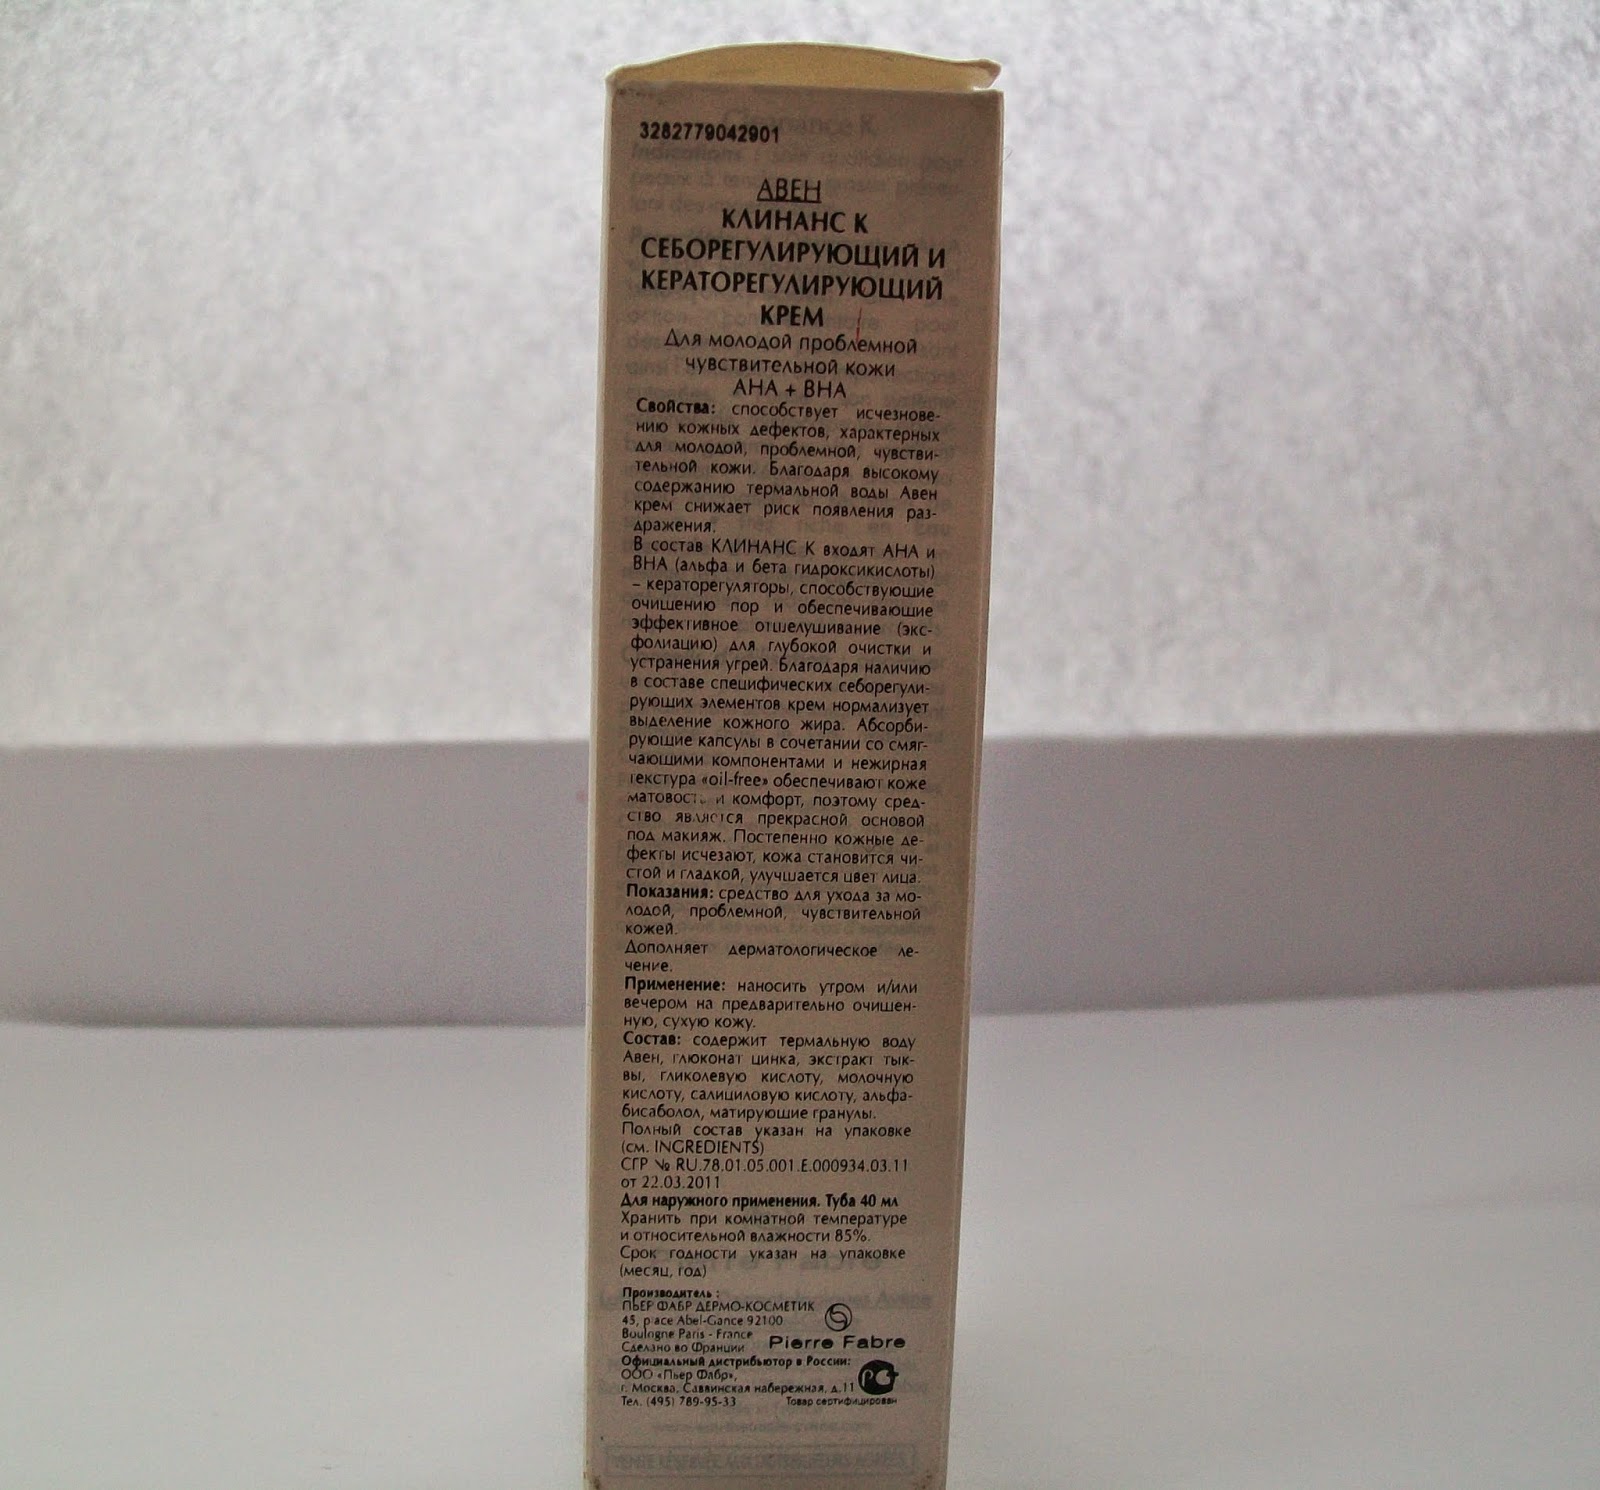 3282779042901
АВЕН
КЛИНАНС К
СЕБОРЕГУЛИРУЮЩИЙ И
КЕРАТОРЕГУЛИРУЮЩИЙ
КРЕМ
Для молодой проблемной
чувствительной кожи
АНА + ВНА
Свойства: способствует исчезнове-
нию кожных дефектов, характерных
для молодой, проблемной, чувстви-
тельной кожи. Благодаря высокому
содержанию термальной воды Авен
крем снижает риск появления раз-
дражения.
В состав КЛИНАНС К входят АНА и
ВНА (альфа и бета гидроксикислоты)
– кераторегуляторы, способствующие
очищению пор и обеспечивающие
эффективное отшелушивание (экс-
фолиацию) для глубокой очистки и
устранения угрей. Благодаря наличию
в составе специфических себорегули-
рующих элементов крем нормализует
выделение кожного жира. Абсорби-
рующие капсулы в сочетании со смяг-
чающими компонентами и нежирная
текстура «oil-free» обеспечивают коже
матовость и комфорт, поэтому сред-
ство является прекрасной основой
под макияж. Постепенно кожные де-
фекты исчезают, кожа становится чи-
стой и гладкой, улучшается цвет лица.
Показания: средство для ухода за мо-
лодой, проблемной, чувствительной
кожей.
Дополняет дерматологическое ле-
чение.
Применение: наносить утром и/или
вечером на предварительно очищен-
ную, сухую кожу.
Состав: содержит термальную воду
Авен, глюконат цинка, экстракт тык-
вы, гликолевую кислоту, молочную
кислоту, салициловую кислоту, альфа-
бисаболол, матирующие гранулы.
Полный состав указан на упаковке
(см. INGREDIENTS)
СГР № RU.78.01.05.001.Е.000934.03.11
от 22.03.2011
Для наружного применения. Туба 40 мл
Хранить при комнатной температуре
и относительной влажности 85%.
Срок годности указан на упаковке
(месяц, год)
Производитель :
ПЬЕР ФАБР ДЕРМО-КОСМЕТИК
45, place Abel-Gance 92100
Boulogne Paris - France
Pierre Fabre
Сделано во Франции
Официальный дистрибьютор в России:
ООО «Пьер Фабр»,
г. Москва, Саввинская набережная, д.11
Тел. (495) 789-95-33
Товар сертифицирован